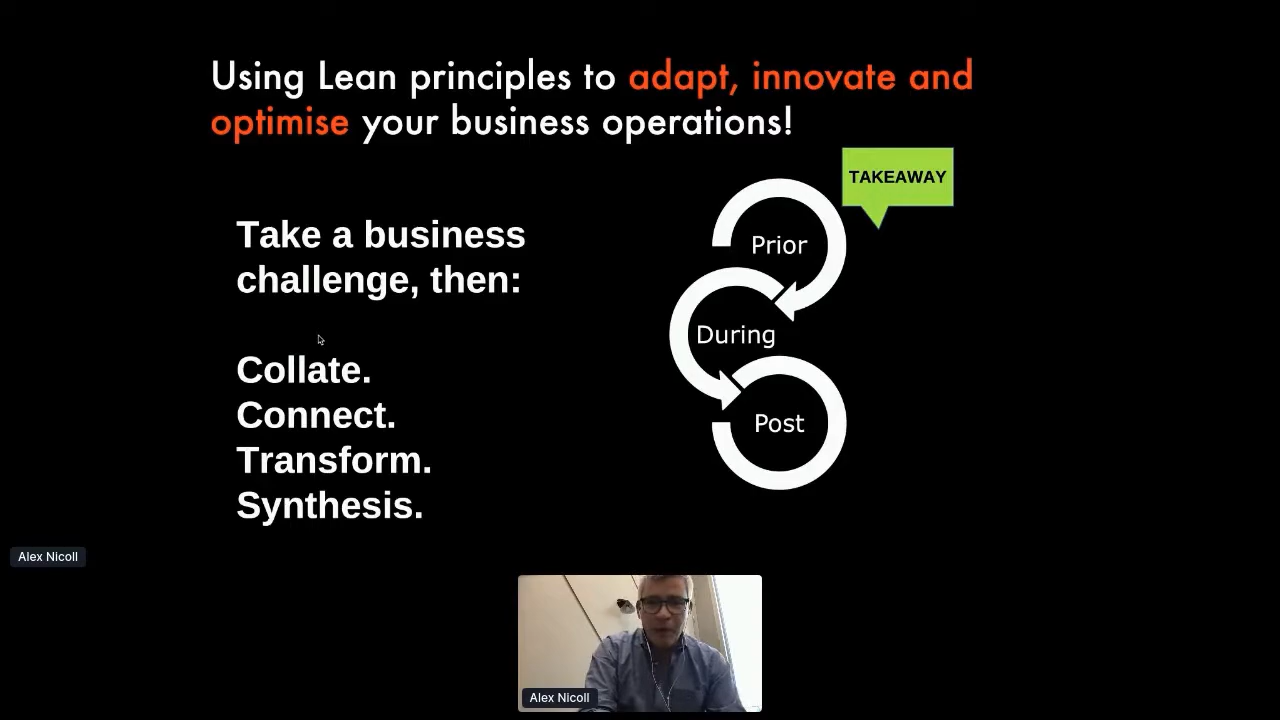 Using Lean principles to adapt, innovate and
optimise your business operations!
TAKEAWAY
Take a business
challenge, then:
Collate.
Connect.
Transform.
Synthesis.
Prior
During
Post
Alex Nicoll
Alex Nicoll